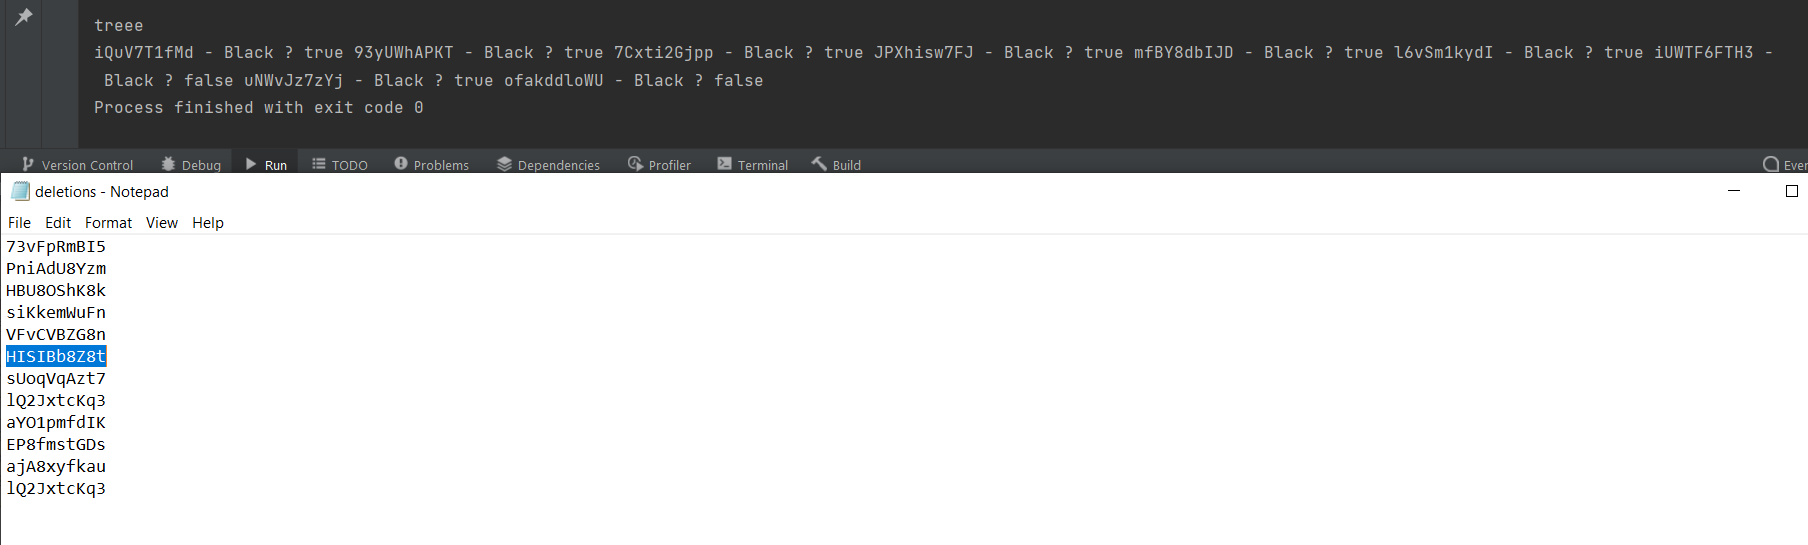 treee
iQuV7T1fMd - Black ? true 93yUWhAPKT - Black ? true 7Cxti2Gjpp - Black ? true JPXhisw7FJ - Black ? true mfBY8dbIJD - Black ? true l6vSm1kydI - Black ? true iUWTF6FTH3 -
Black ? false uNWvJz7zYj - Black ? true ofakddloWU - Black ? false
Process finished with exit code 0
Version Control Debug Run TODO Problems Dependencies Profiler Terminal Build Ever
deletions - Notepad
File Edit Format View Help
73vFpRmBI5
PniAdU8Yzm
HBU8OShK8k
siKkemWuFn
VFvCVBZG8n
HISIBb8Z8t
sUoqVqAzt7
lQ2JxtcKq3
aYO1pmfdIK
EP8fmstGDs
ajA8xyfkau
lQ2JxtcKq3